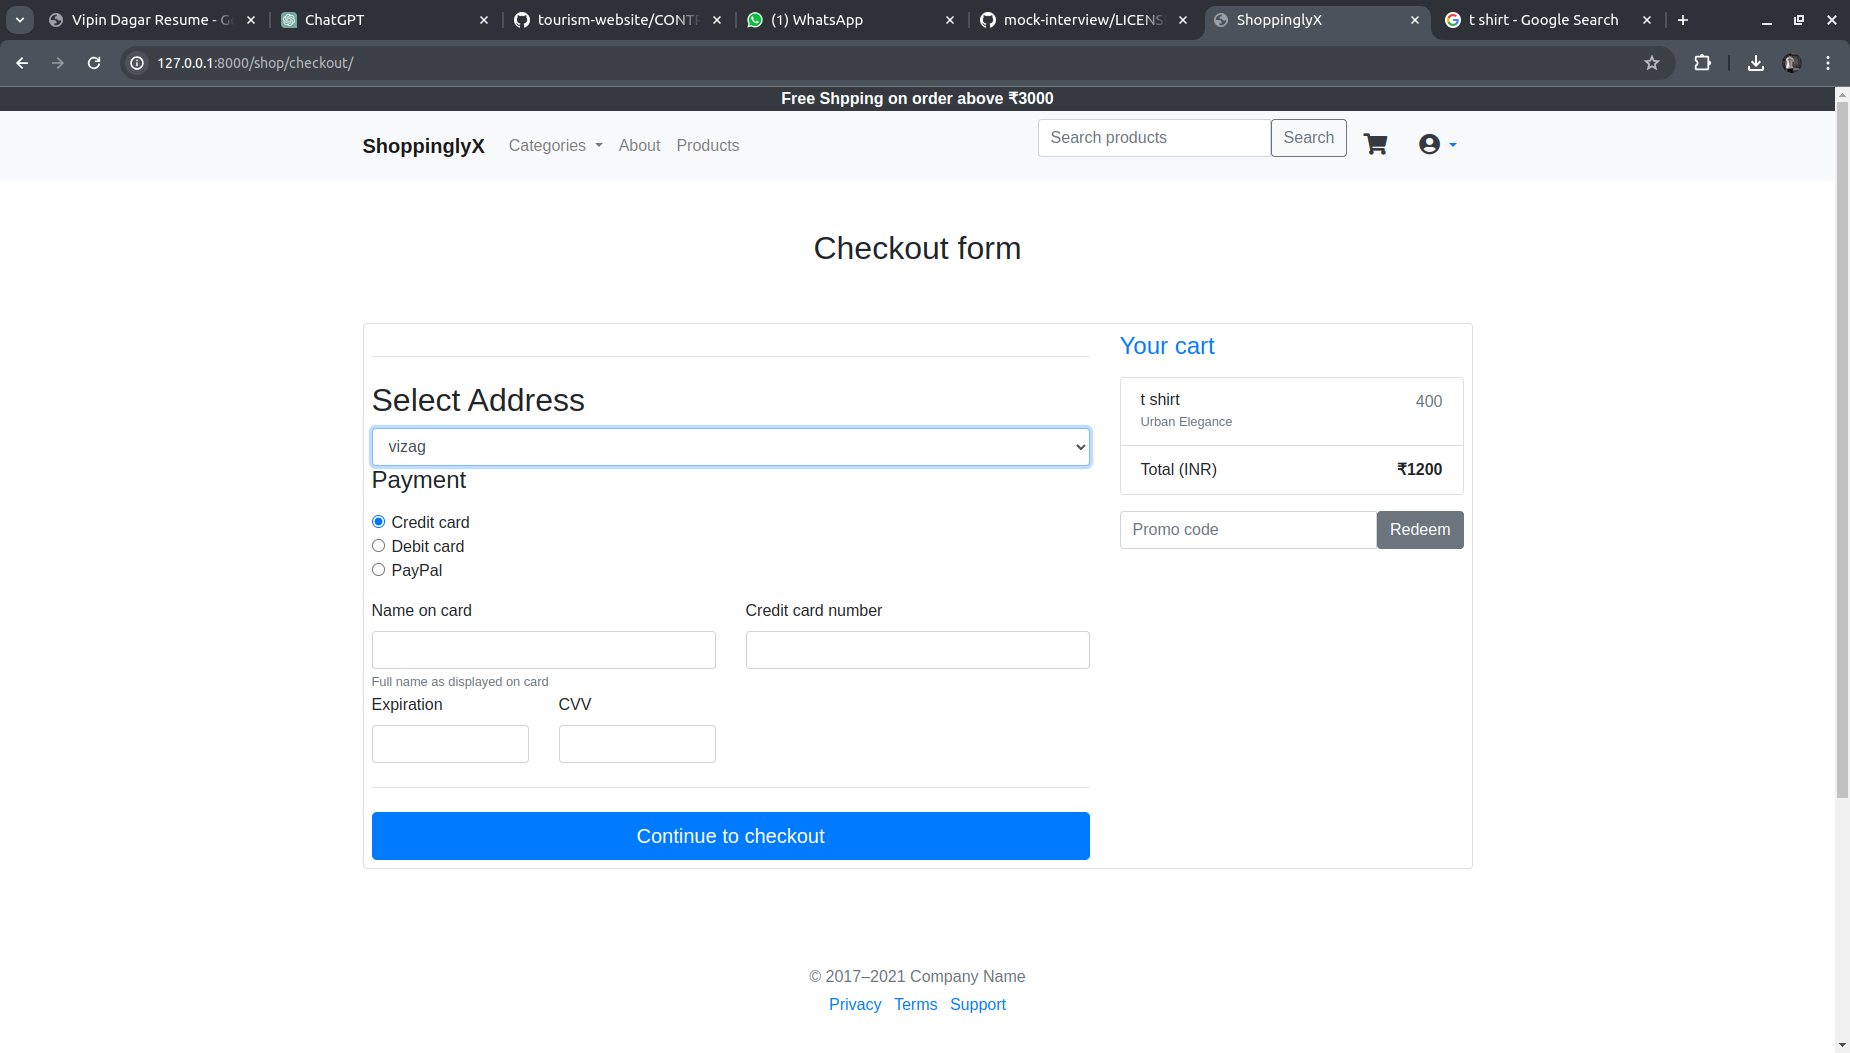 Vipin Dagar Resume - Go
ChatGPT
tourism-website/CONTR
(1) WhatsApp
mock-interview/LICENS
ShoppinglyX
t shirt - Google Search
127.0.0.1:8000/shop/checkout/
Free Shpping on order above ₹3000
ShoppinglyX
Categories
About
Products
Search products
Search
Checkout form
Select Address
vizag
Payment
Credit card
Debit card
PayPal
Name on card
Credit card number
Full name as displayed on card
Expiration
CVV
Continue to checkout
Your cart
t shirt
400
Urban Elegance
Total (INR)
₹1200
Promo code
Redeem
© 2017–2021 Company Name
Privacy Terms Support